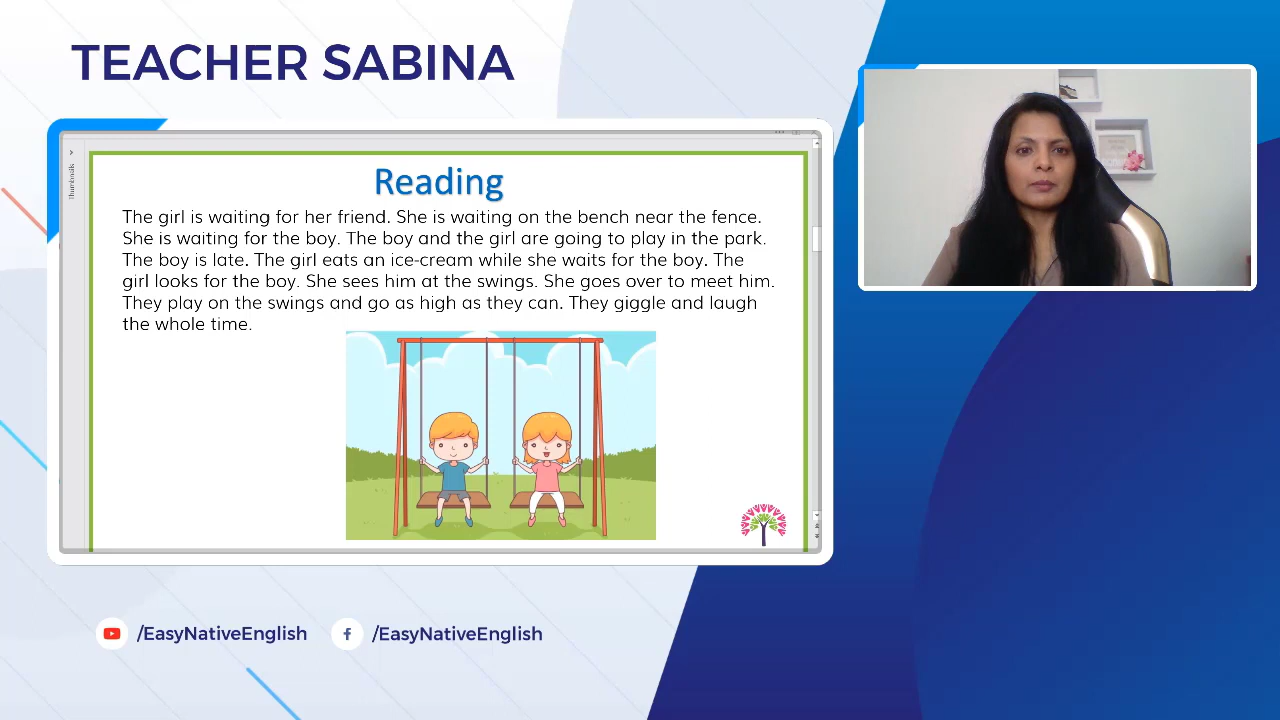 TEACHER SABINA
Thumbnails
Reading
The girl is waiting for her friend. She is waiting on the bench near the fence.
She is waiting for the boy. The boy and the girl are going to play in the park.
The boy is late. The girl eats an ice-cream while she waits for the boy. The
girl looks for the boy. She sees him at the swings. She goes over to meet him.
They play on the swings and go as high as they can. They giggle and laugh
the whole time.
/EasyNativeEnglish
/EasyNativeEnglish